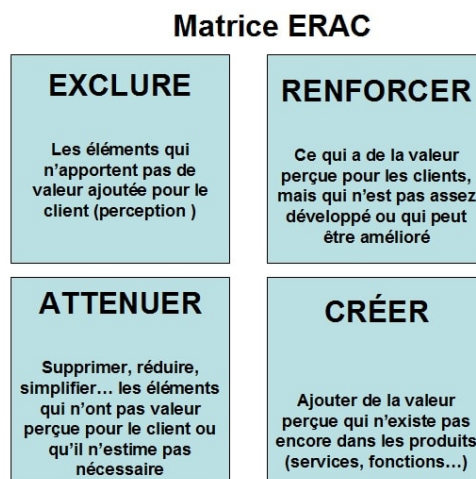 Matrice ERAC
EXCLURE
Les éléments qui
n'apportent pas de
valeur ajoutée pour le
client (perception )
RENFORCER
Ce qui a de la valeur
perçue pour les clients,
mais qui n'est pas assez
développé ou qui peut
être amélioré
ATTENUER
Supprimer, réduire,
simplifier… les éléments
qui n'ont pas valeur
perçue pour le client ou
qu'il n'estime pas
nécessaire
CRÉER
Ajouter de la valeur
perçue qui n'existe pas
encore dans les produits
(services, fonctions…)